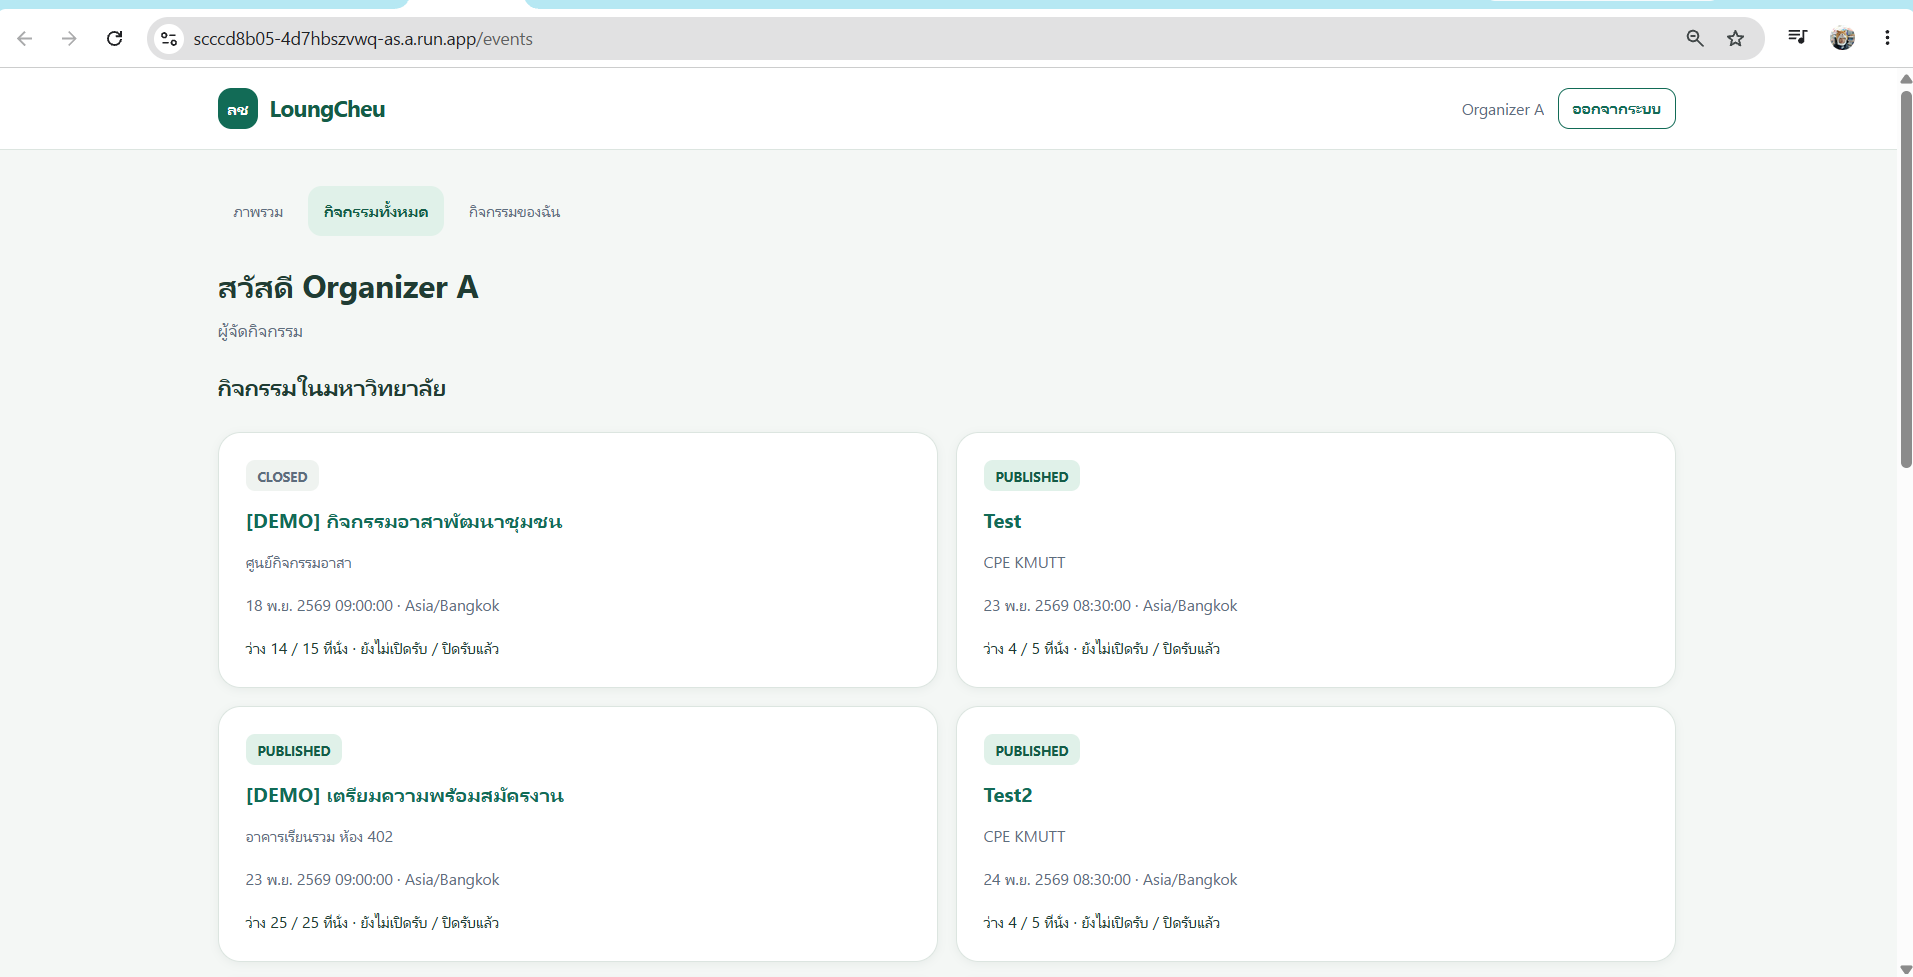 scccd8b05-4d7hbszvwq-as.a.run.app/events
ลช LoungCheu
Organizer A ออกจากระบบ
ภาพรวม กิจกรรมทั้งหมด กิจกรรมของฉัน
สวัสดี Organizer A
ผู้จัดกิจกรรม
กิจกรรมในมหาวิทยาลัย
CLOSED
[DEMO] กิจกรรมอาสาพัฒนาชุมชน
ศูนย์กิจกรรมอาสา
18 พ.ย. 2569 09:00:00 · Asia/Bangkok
ว่าง 14 / 15 ที่นั่ง · ยังไม่เปิดรับ / ปิดรับแล้ว
PUBLISHED
Test
CPE KMUTT
23 พ.ย. 2569 08:30:00 · Asia/Bangkok
ว่าง 4 / 5 ที่นั่ง · ยังไม่เปิดรับ / ปิดรับแล้ว
PUBLISHED
[DEMO] เตรียมความพร้อมสมัครงาน
อาคารเรียนรวม ห้อง 402
23 พ.ย. 2569 09:00:00 · Asia/Bangkok
ว่าง 25 / 25 ที่นั่ง · ยังไม่เปิดรับ / ปิดรับแล้ว
PUBLISHED
Test2
CPE KMUTT
24 พ.ย. 2569 08:30:00 · Asia/Bangkok
ว่าง 4 / 5 ที่นั่ง · ยังไม่เปิดรับ / ปิดรับแล้ว